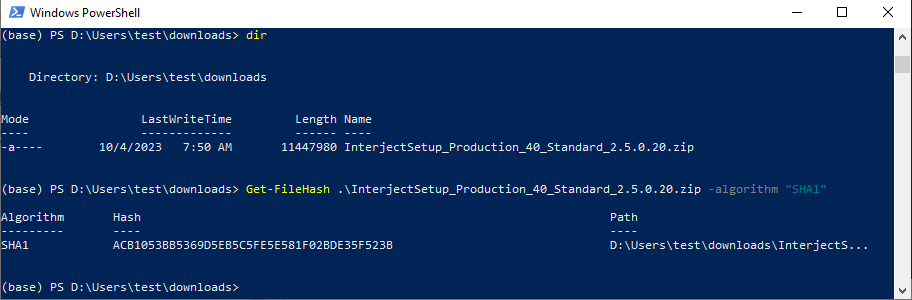 Windows PowerShell
(base) PS D:\Users\test\downloads> dir
Directory: D:\Users\test\downloads
Mode LastWriteTime Length Name
---- ------------- ------ ----
-a---- 10/4/2023 7:50 AM 11447980 InterjectSetup_Production_40_Standard_2.5.0.20.zip
(base) PS D:\Users\test\downloads> Get-FileHash .\InterjectSetup_Production_40_Standard_2.5.0.20.zip -algorithm "SHA1"
Algorithm Hash Path
--------- ---- ----
SHA1 ACB1053BB5369D5EB5C5FE5E581F02BDE35F523B D:\Users\test\downloads\InterjectS...
(base) PS D:\Users\test\downloads>